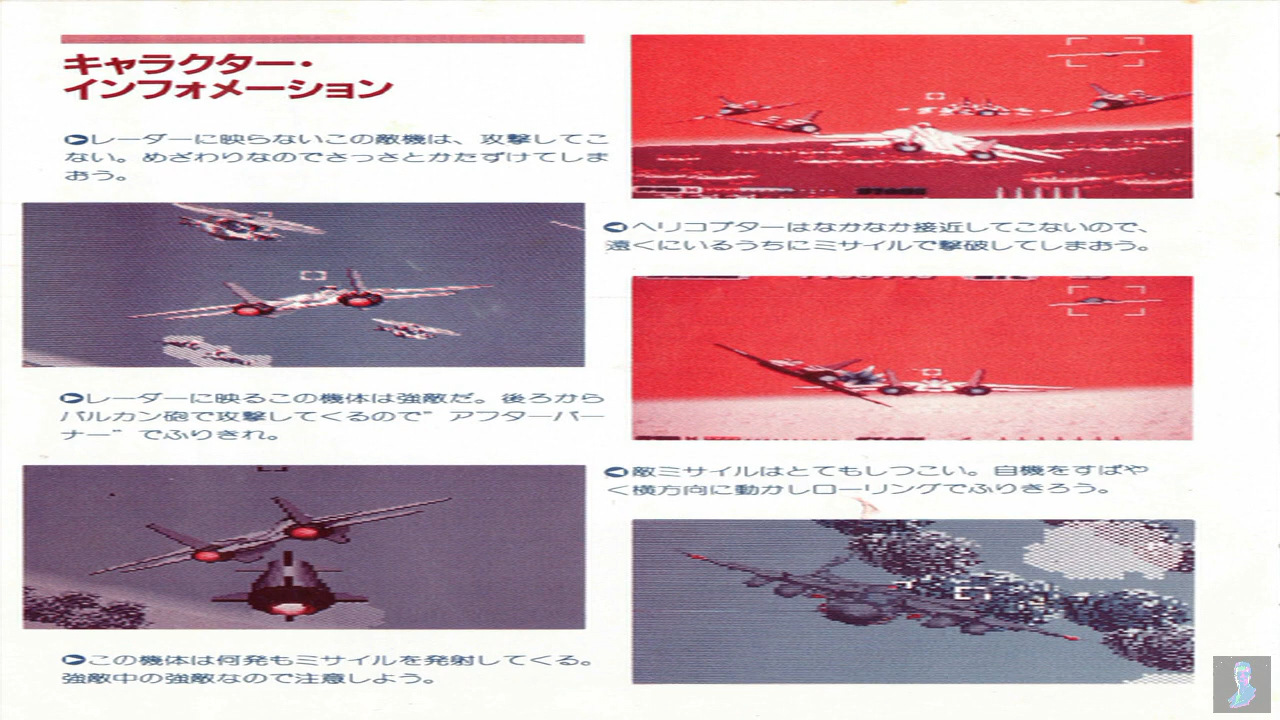 キャラクター・
インフォメーション
▶レーダーに映らないこの敵機は、攻撃してこ
ない。めざわりなのでさっさとかたずけてしま
おう。
▶レーダーに映るこの機体は強敵だ。後ろから
バルカン砲で攻撃してくるので”アフターバー
ナー”でふりきれ。
▶この機体は何発もミサイルを発射してくる。
強敵中の強敵なので注意しよう。
◀ヘリコプターはなかなか接近してこないので、
遠くにいるうちにミサイルで撃破してしまおう。
◀敵ミサイルはとてもしつこい。自機をすばや
く横方向に動かしローリングでふりきろう。